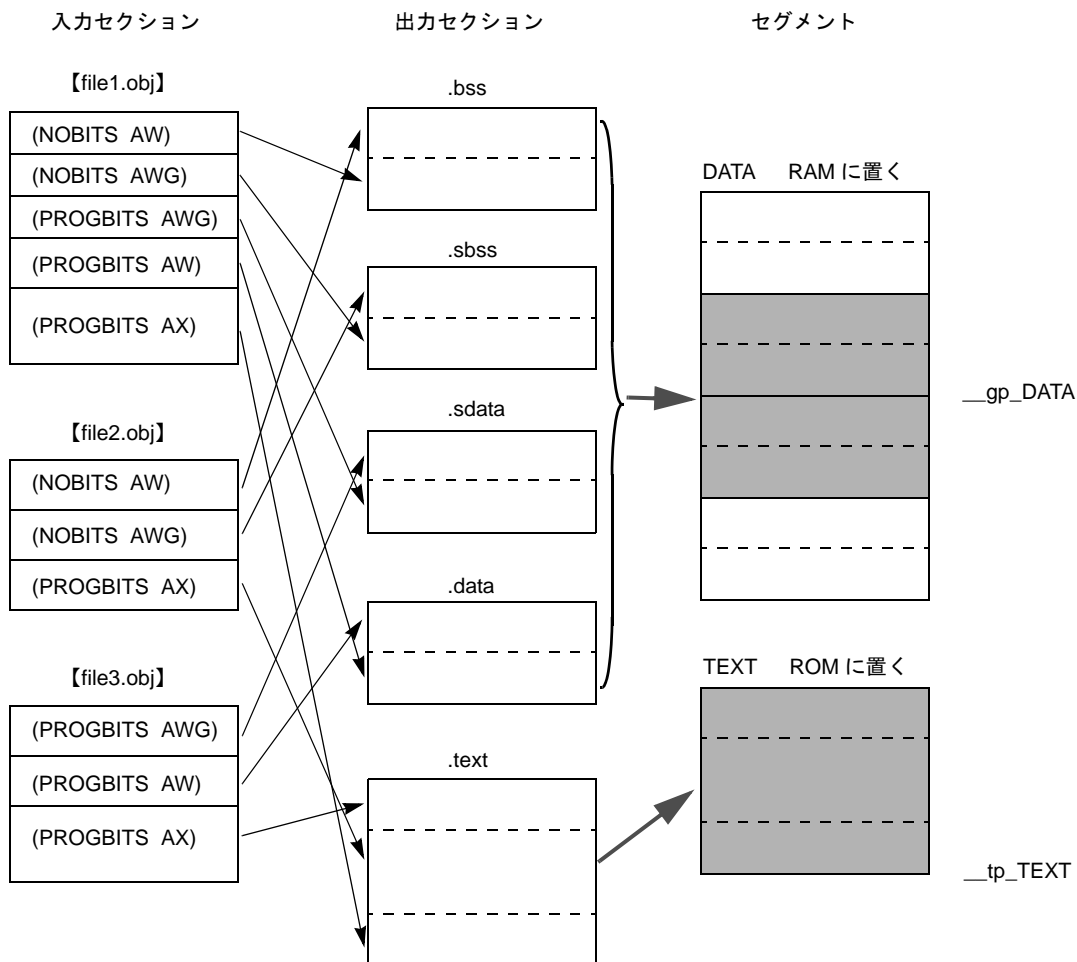 入力セクション
出力セクション
セグメント
【file1.obj】
(NOBITS AW)
(NOBITS AWG)
(PROGBITS AWG)
(PROGBITS AW)
(PROGBITS AX)
【file2.obj】
(NOBITS AW)
(NOBITS AWG)
(PROGBITS AX)
【file3.obj】
(PROGBITS AWG)
(PROGBITS AW)
(PROGBITS AX)
.bss
.sbss
.sdata
.data
.text
DATA RAM に置く
__gp_DATA
TEXT ROM に置く
__tp_TEXT